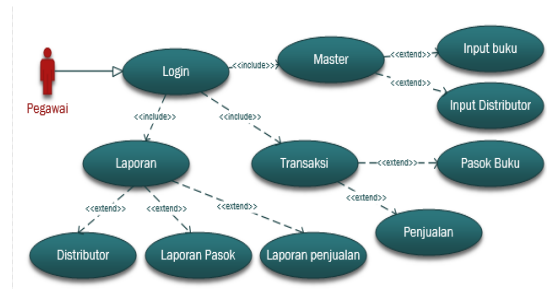 Input buku
Master
<<extend>>
Login
<<include>>
<<extend>>
Pegawai
Input Distributor
<<include>>
<<include>>
Laporan
Transaksi
<<extend>>
Pasok Buku
<<extend>>
<<extend>>
<<extend>>
<<extend>>
Penjualan
Distributor
Laporan Pasok
Laporan penjualan